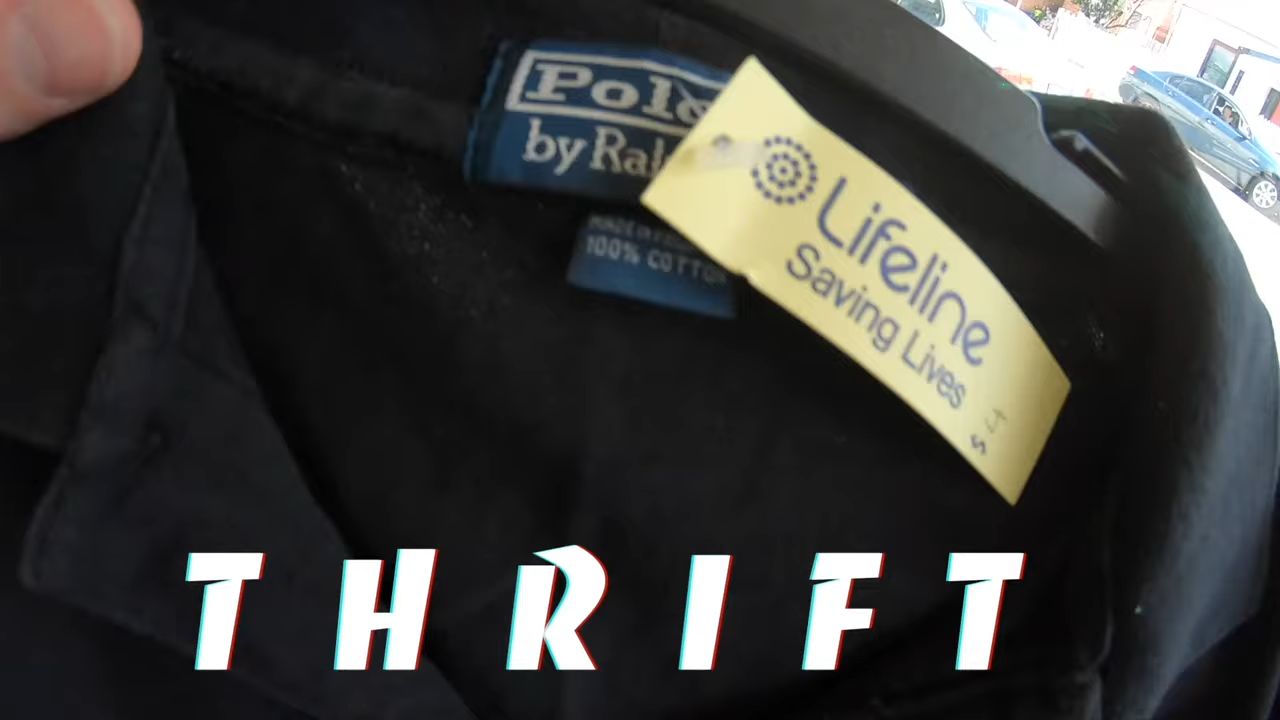 Polo
by Ral
100% COTTON
Lifeline
Saving Lives
THRIFT